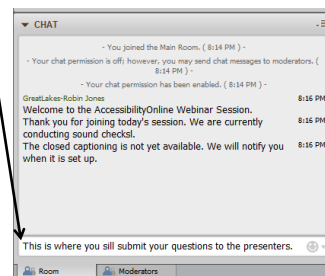 CHAT
- You joined the Main Room. ( 8:14 PM ) -
- Your chat permission is off; however, you may send chat messages to moderators. (
8:14 PM ) -
- Your chat permission has been enabled. ( 8:14 PM ) -
GreatLakes-Robin Jones 8:16 PM
Welcome to the AccessibilityOnline Webinar Session.
Thank you for joining today's session. We are currently 8:16 PM
conducting sound checksl.
The closed captioning is not yet available. We will notify you 8:16 PM
when it is set up.
This is where you sill submit your questions to the presenters.
Room Moderators